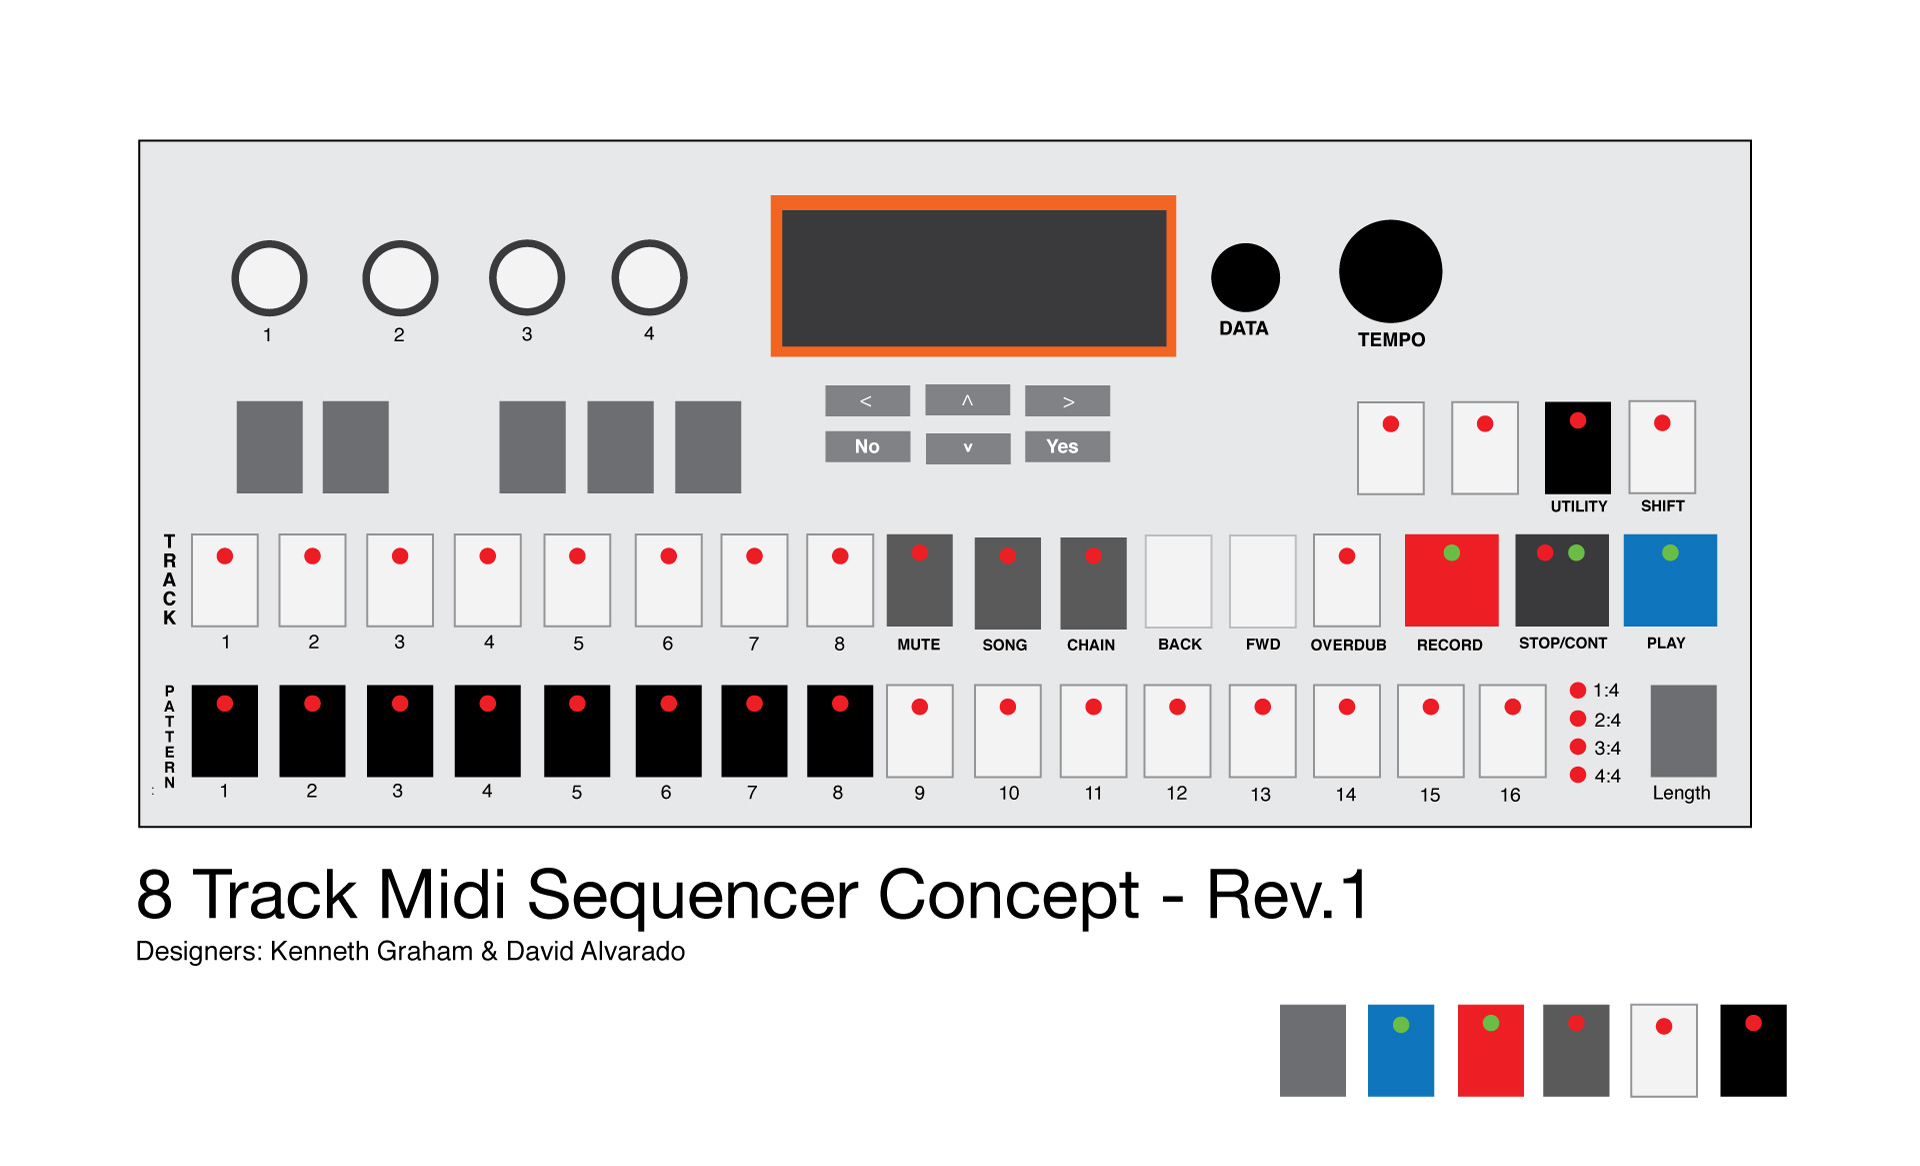 1 2 3 4
DATA
TEMPO
< ^ >
No v Yes
UTILITY SHIFT
TRACK
1 2 3 4 5 6 7 8 MUTE SONG CHAIN BACK FWD OVERDUB RECORD STOP/CONT PLAY
PATTERN
1:4
2:4
3:4
4:4
:
1 2 3 4 5 6 7 8 9 10 11 12 13 14 15 16 Length
8 Track Midi Sequencer Concept - Rev.1
Designers: Kenneth Graham & David Alvarado